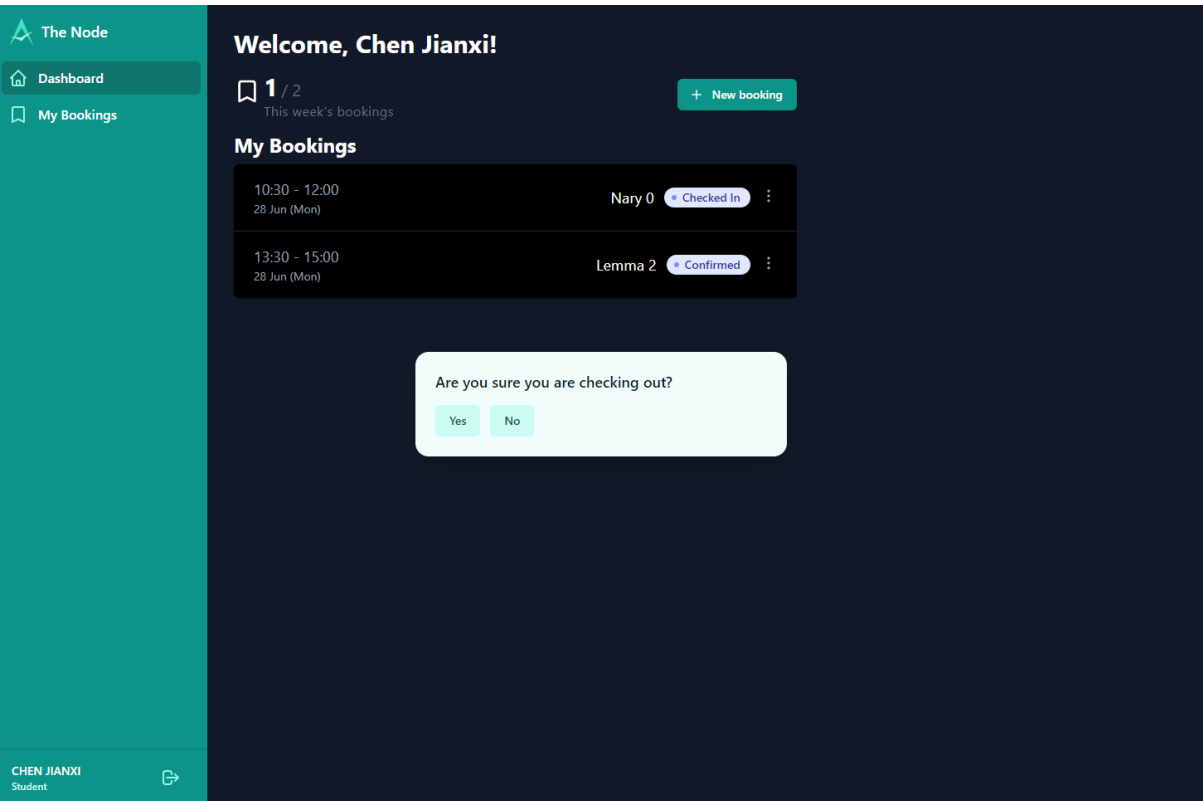 The Node
Dashboard
My Bookings
CHEN JIANXI
Student
Welcome, Chen Jianxi!
1 / 2
This week's bookings
+ New booking
My Bookings
10:30 - 12:00
28 Jun (Mon)
Nary 0
Checked In
13:30 - 15:00
28 Jun (Mon)
Lemma 2
Confirmed
Are you sure you are checking out?
Yes
No